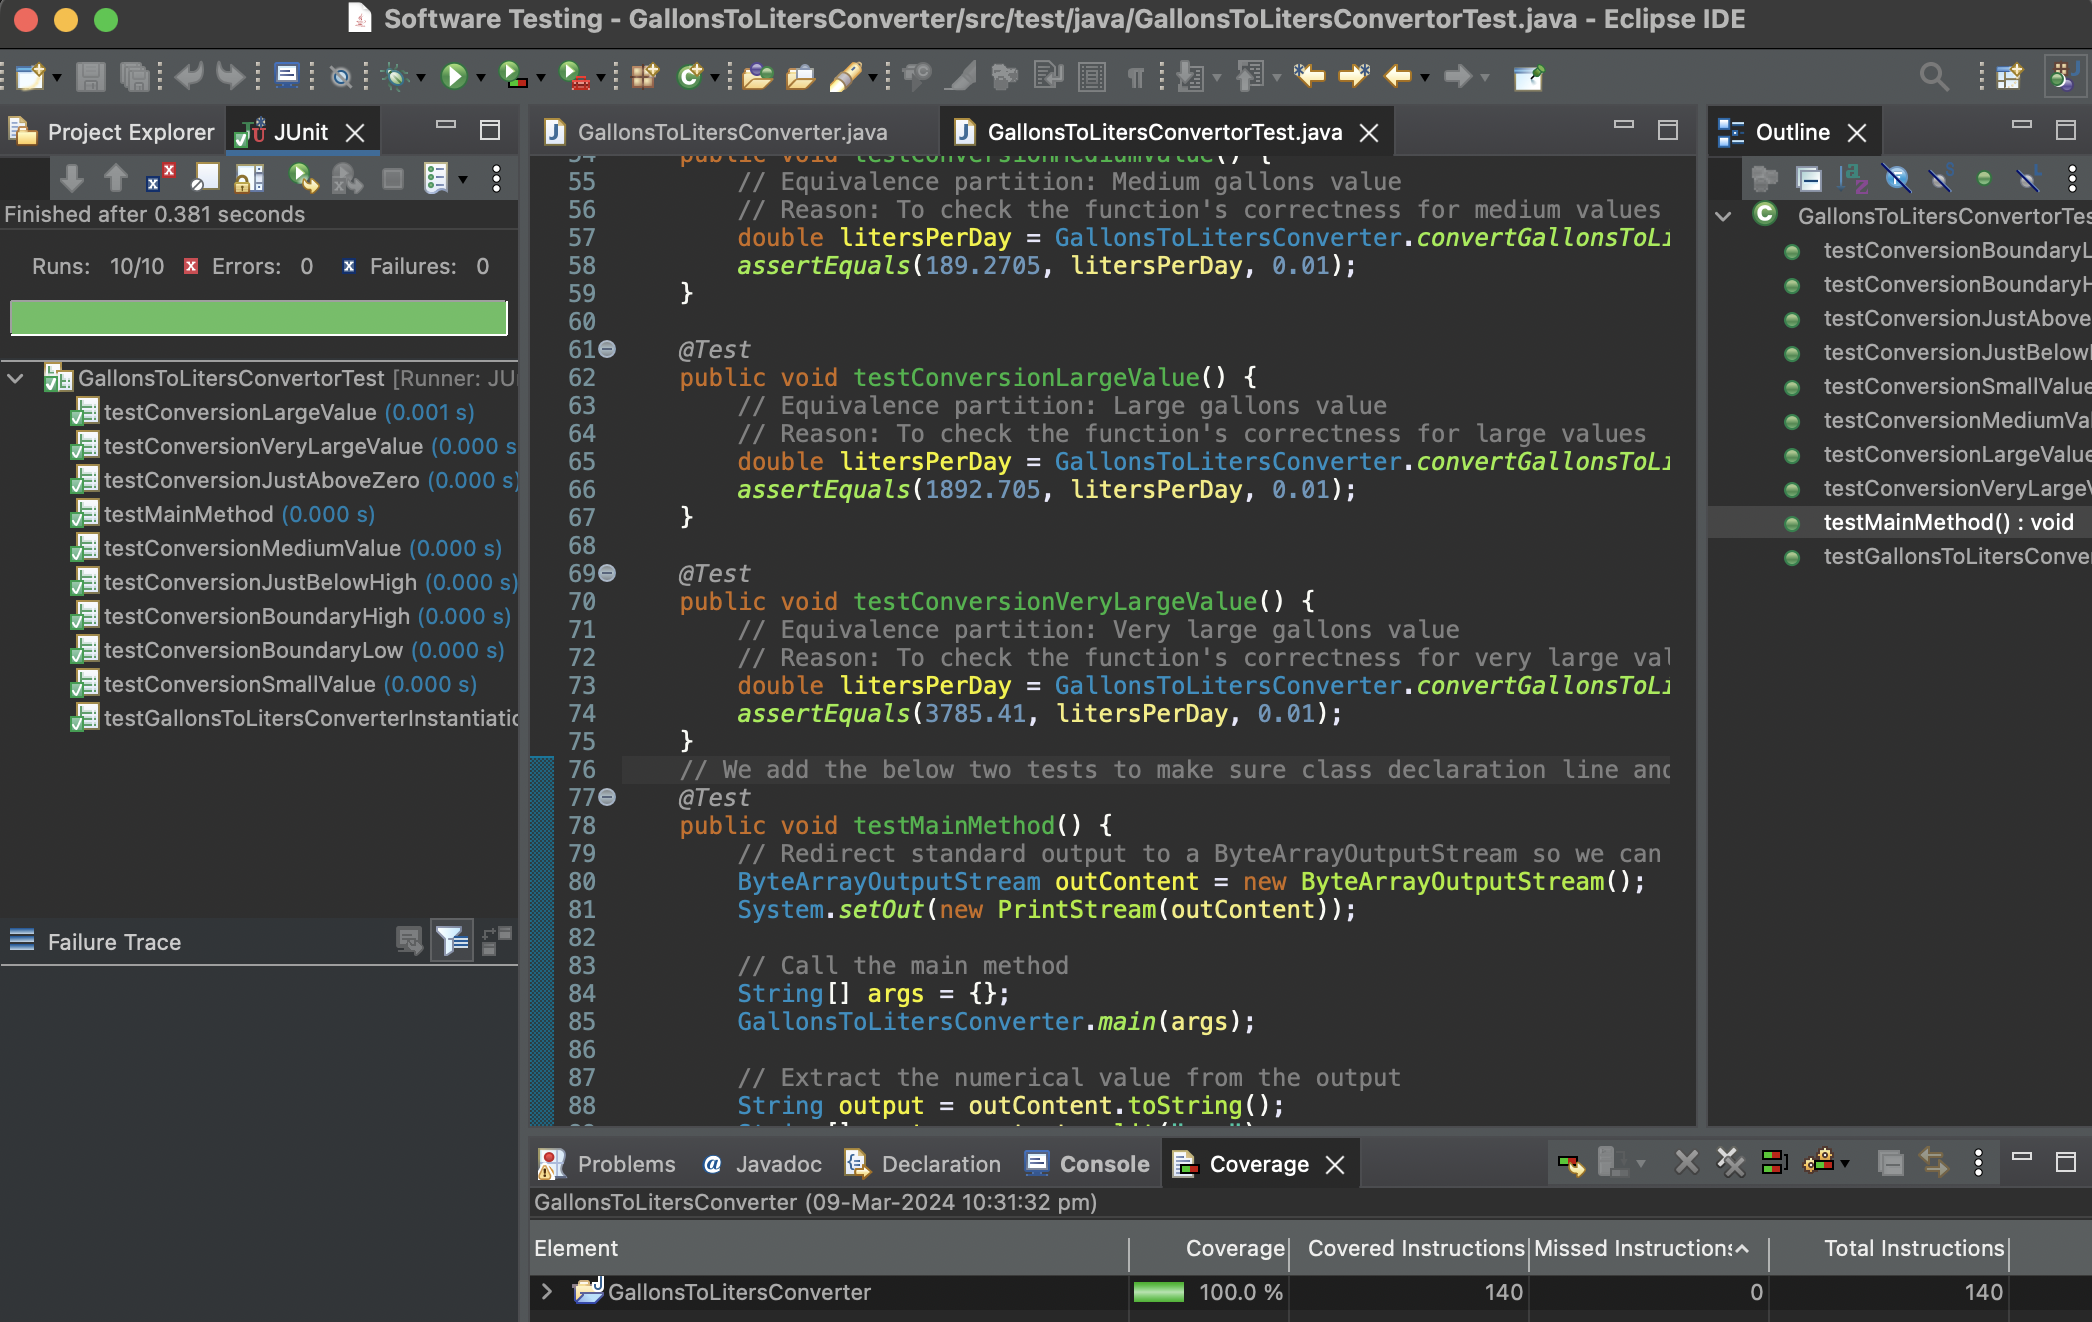 Software Testing - GallonsToLitersConverter/src/test/java/GallonsToLitersConvertorTest.java - Eclipse IDE
Project Explorer
JUnit
Finished after 0.381 seconds
Runs: 10/10 Errors: 0 Failures: 0
GallonsToLitersConvertorTest [Runner: JU
testConversionLargeValue (0.001 s)
testConversionVeryLargeValue (0.000 s
testConversionJustAboveZero (0.000 s)
testMainMethod (0.000 s)
testConversionMediumValue (0.000 s)
testConversionJustBelowHigh (0.000 s)
testConversionBoundaryHigh (0.000 s)
testConversionBoundaryLow (0.000 s)
testConversionSmallValue (0.000 s)
testGallonsToLitersConverterInstantiatio
Failure Trace
GallonsToLitersConverter.java
GallonsToLitersConvertorTest.java
54 public void testConversionMediumValue() {
55 // Equivalence partition: Medium gallons value
56 // Reason: To check the function's correctness for medium values
57 double litersPerDay = GallonsToLitersConverter.convertGallonsToLi
58 assertEquals(189.2705, litersPerDay, 0.01);
59 }
60
61 @Test
62 public void testConversionLargeValue() {
63 // Equivalence partition: Large gallons value
64 // Reason: To check the function's correctness for large values
65 double litersPerDay = GallonsToLitersConverter.convertGallonsToLi
66 assertEquals(1892.705, litersPerDay, 0.01);
67 }
68
69 @Test
70 public void testConversionVeryLargeValue() {
71 // Equivalence partition: Very large gallons value
72 // Reason: To check the function's correctness for very large val
73 double litersPerDay = GallonsToLitersConverter.convertGallonsToLi
74 assertEquals(3785.41, litersPerDay, 0.01);
75 }
76 // We add the below two tests to make sure class declaration line and
77 @Test
78 public void testMainMethod() {
79 // Redirect standard output to a ByteArrayOutputStream so we can
80 ByteArrayOutputStream outContent = new ByteArrayOutputStream();
81 System.setOut(new PrintStream(outContent));
82
83 // Call the main method
84 String[] args = {};
85 GallonsToLitersConverter.main(args);
86
87 // Extract the numerical value from the output
88 String output = outContent.toString();
Outline
GallonsToLitersConvertorTes
testConversionBoundaryL
testConversionBoundaryH
testConversionJustAbove
testConversionJustBelowH
testConversionSmallValue
testConversionMediumVal
testConversionLargeValue
testConversionVeryLargeV
testMainMethod() : void
testGallonsToLitersConver
Problems
Javadoc
Declaration
Console
Coverage
GallonsToLitersConverter (09-Mar-2024 10:31:32 pm)
Element Coverage Covered Instructions Missed Instructions Total Instructions
GallonsToLitersConverter 100.0 % 140 0 140